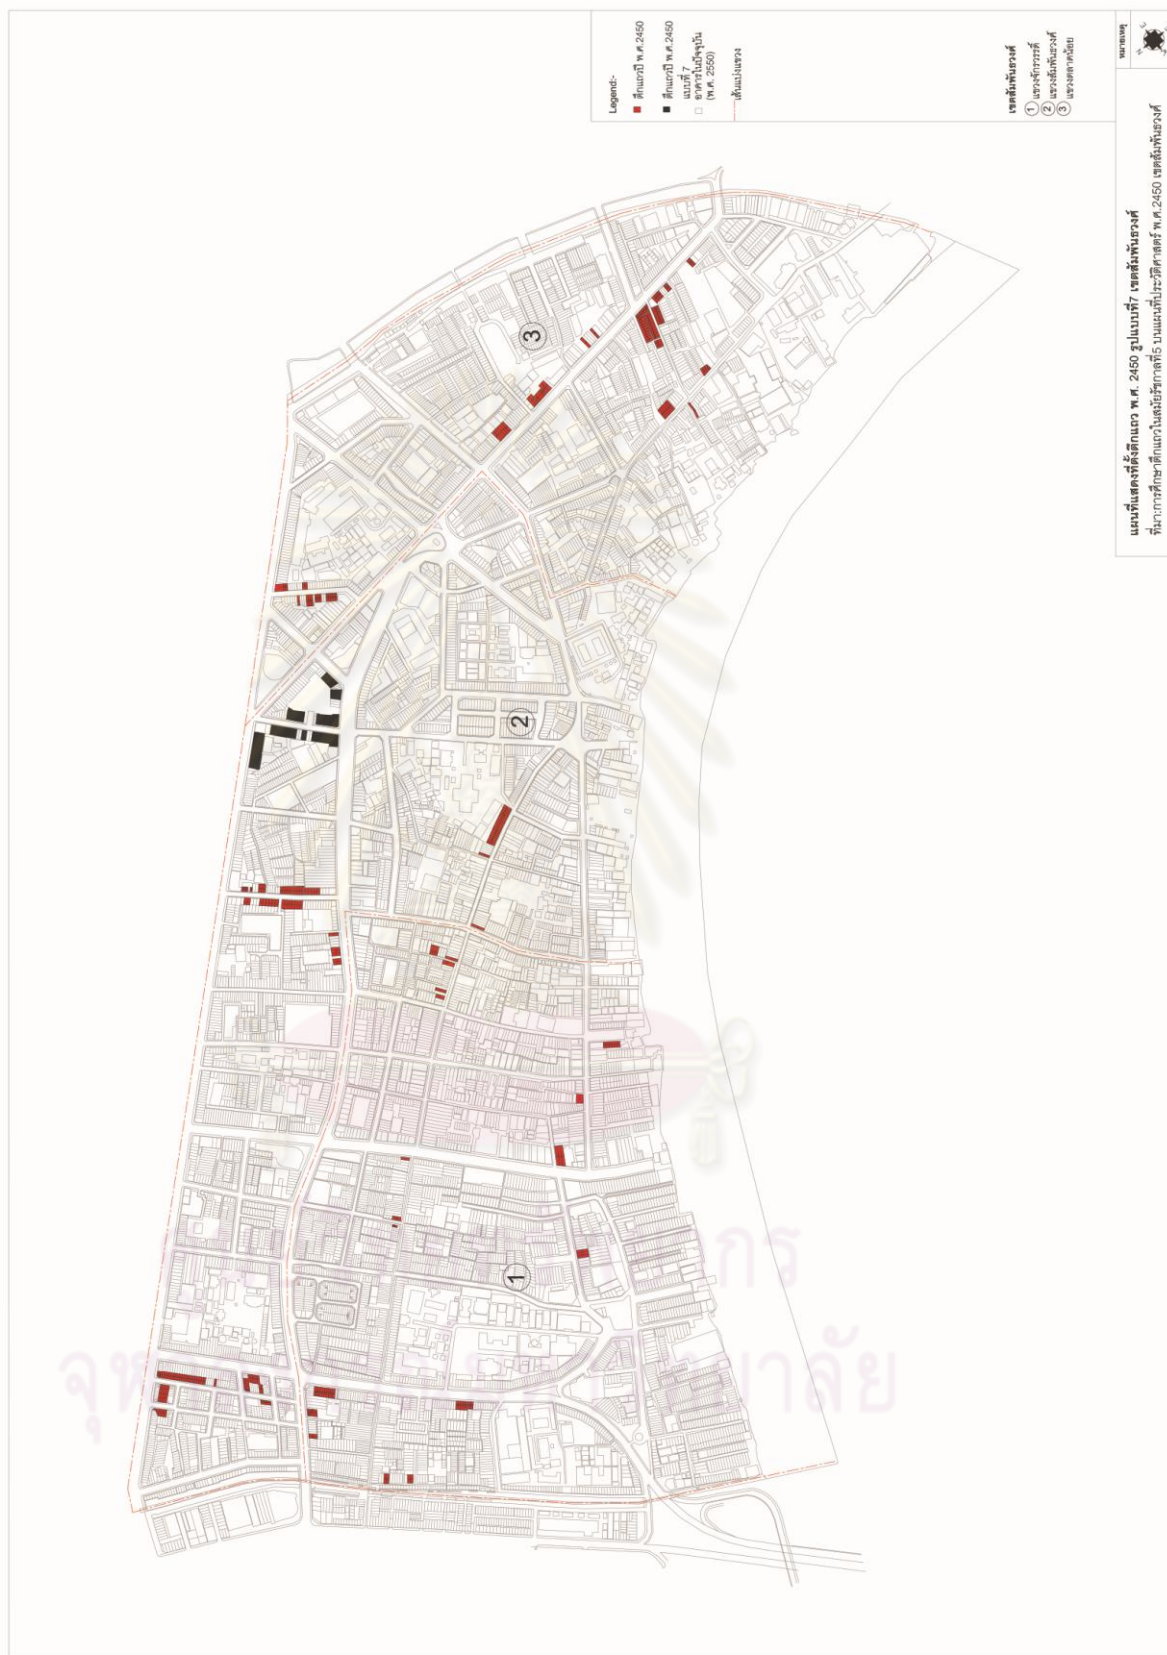 Legend:-
ตึกแถวปี พ.ศ.2450
ตึกแถวปี พ.ศ.2450
แบบที่ 7
อาคารในปัจจุบัน
(พ.ศ. 2550)
เส้นแบ่งแขวง
เขตสัมพันธวงศ์
1 แขวงจักรวรรดิ์
2 แขวงสัมพันธวงศ์
3 แขวงตลาดน้อย
หมายเหตุ
แผนที่แสดงที่ตั้งตึกแถว พ.ศ. 2450 รูปแบบที่7 เขตสัมพันธวงศ์
ที่มา:การศึกษาตึกแถวในสมัยรัชกาลที่5 บนแผนที่ประวัติศาสตร์ พ.ศ.2450 เขตสัมพันธวงศ์
3
2
1